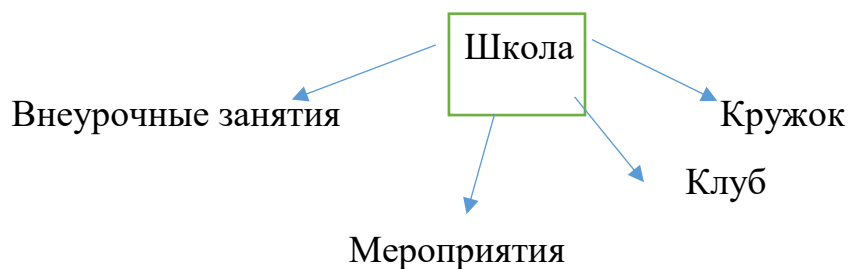 Школа
Внеурочные занятия
Кружок
Клуб
Мероприятия